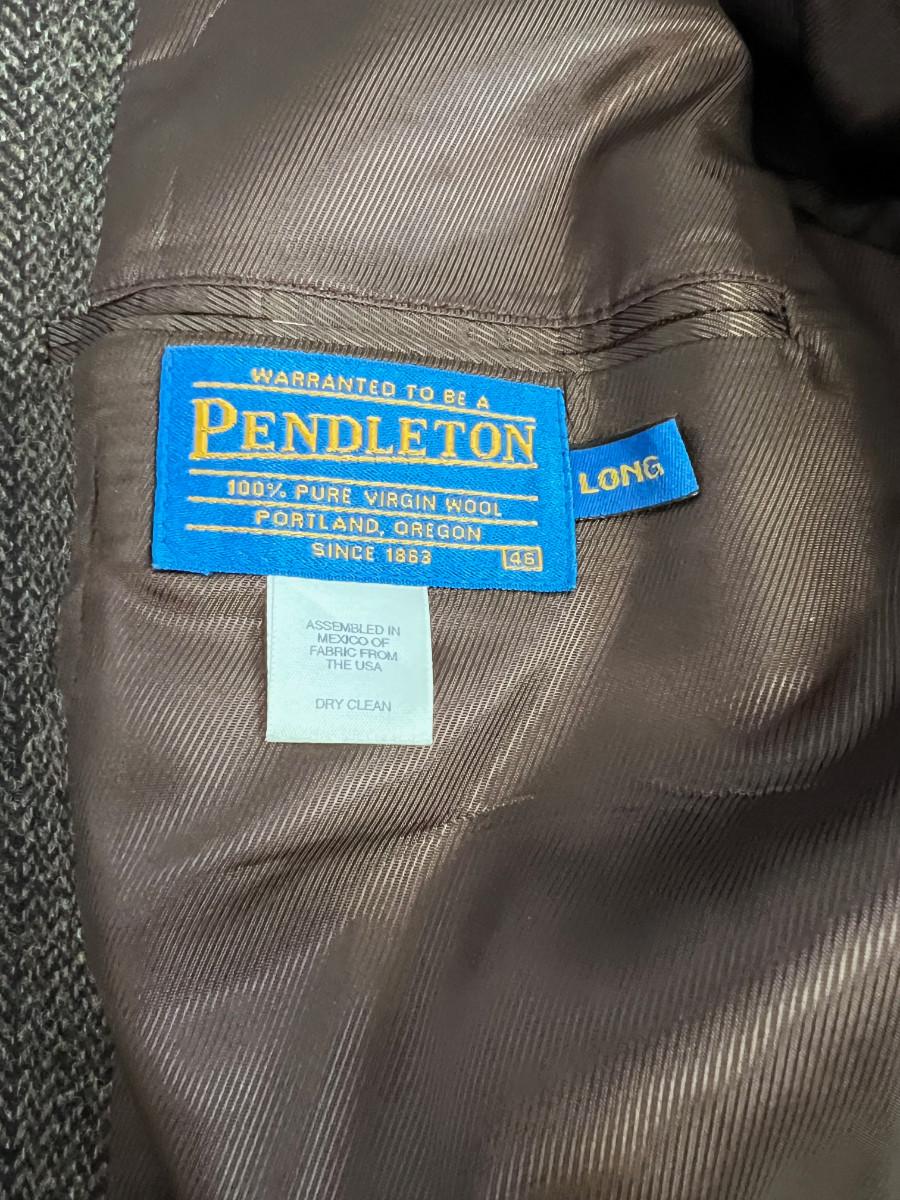 WARRANTED TO BE A
PENDLETON
100% PURE VIRGIN WOOL
PORTLAND, OREGON
SINCE 1863
46
LONG
ASSEMBLED IN
MEXICO OF
FABRIC FROM
THE USA
DRY CLEAN